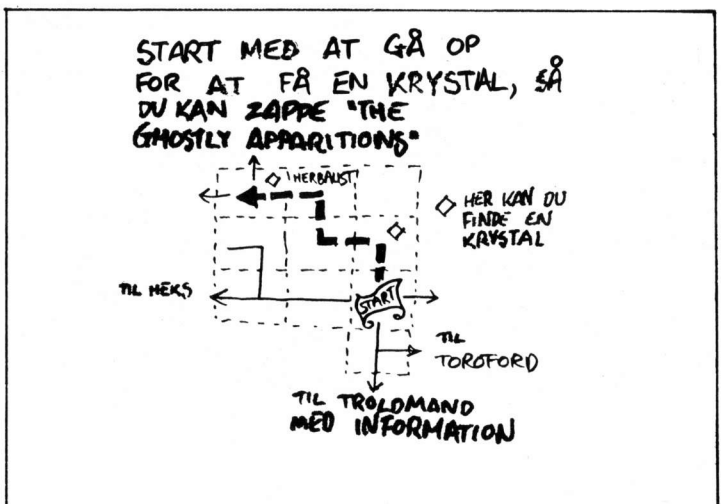 START MED AT GÅ OP
FOR AT FÅ EN KRYSTAL, SÅ
DU KAN ZAPPE "THE
GHOSTLY APPARITIONS"
HERBALIST
HER KAN DU
FINDE EN
KRYSTAL
TIL HEKS
START
TIL
TOROFORD
TIL TROLDMAND
MED INFORMATION